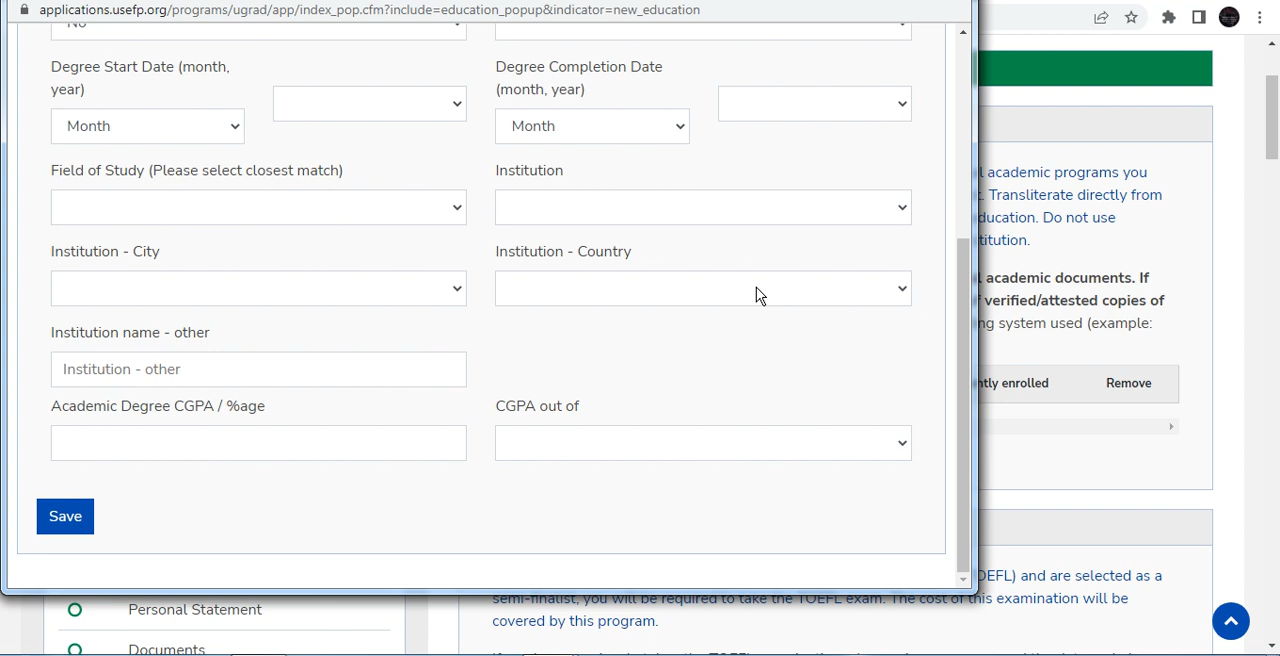 applications.usefp.org/programs/ugrad/app/index_pop.cfm?include=education_popup&indicator=new_education
No
Degree Start Date (month, year)
Degree Completion Date (month, year)
Month
Month
Field of Study (Please select closest match)
Institution
Institution - City
Institution - Country
Institution name - other
Institution - other
Academic Degree CGPA / %age
CGPA out of
Save
academic programs you
. Transliterate directly from
ducation. Do not use
titution.
academic documents. If
verified/attested copies of
ng system used (example:
ntly enrolled Remove
Personal Statement
Documents
OEFL) and are selected as a
semi-finalist, you will be required to take the TOEFL exam. The cost of this examination will be
covered by this program.